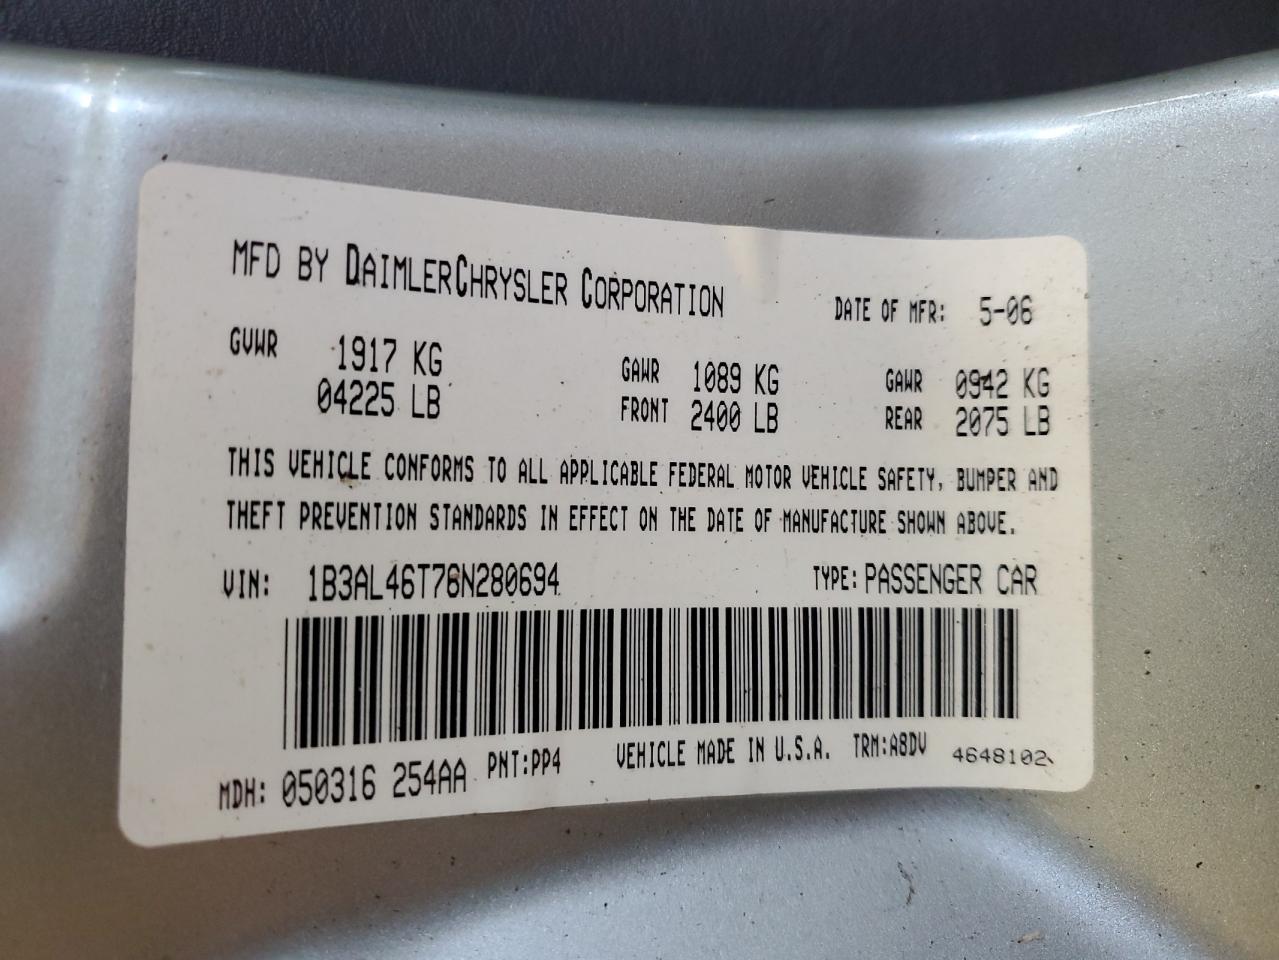 MFD BY DAIMLERCHRYSLER CORPORATION DATE OF MFR: 5-06
GVWR 1917 KG GAWR 1089 KG GAWR 0942 KG
04225 LB FRONT 2400 LB REAR 2075 LB
THIS VEHICLE CONFORMS TO ALL APPLICABLE FEDERAL MOTOR VEHICLE SAFETY, BUMPER AND
THEFT PREVENTION STANDARDS IN EFFECT ON THE DATE OF MANUFACTURE SHOWN ABOVE.
VIN: 1B3AL46T76N280694 TYPE: PASSENGER CAR
MDH: 050316 254AA PNT:PP4 VEHICLE MADE IN U.S.A. TRM:A8DV 4648102